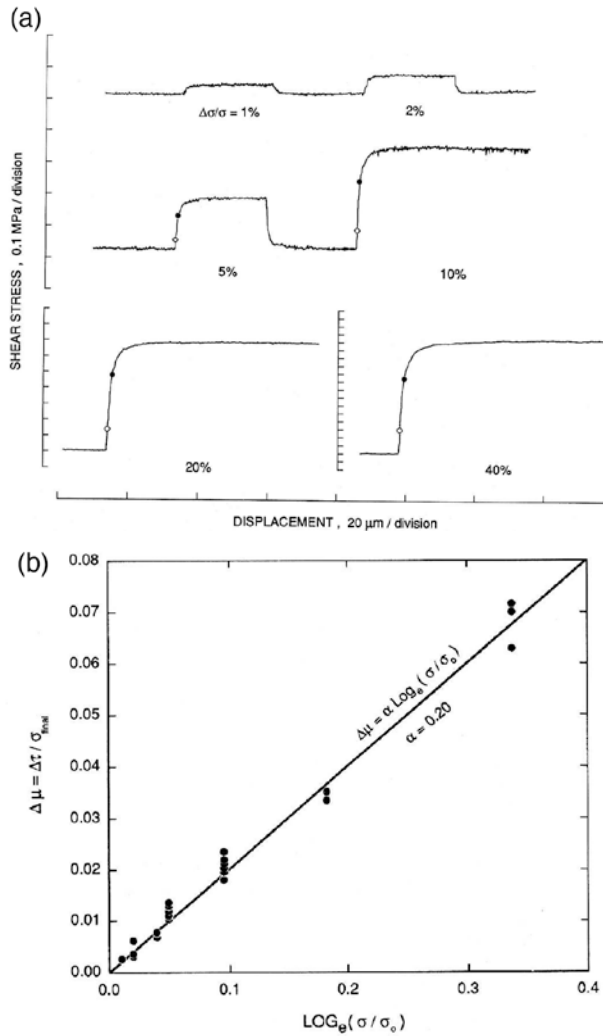 (a)
SHEAR STRESS , 0.1 MPa / division
Δσ/σ = 1%
2%
5%
10%
20%
40%
DISPLACEMENT , 20 μm / division
(b)
0.08
0.07
0.06
0.05
0.04
0.03
0.02
0.01
0.00
Δ μ = Δτ / σfinal
Δμ = α Logₑ ( σ / σₒ )
α = 0.20
0.0
0.1
0.2
0.3
0.4
LOGₑ ( σ / σₒ )